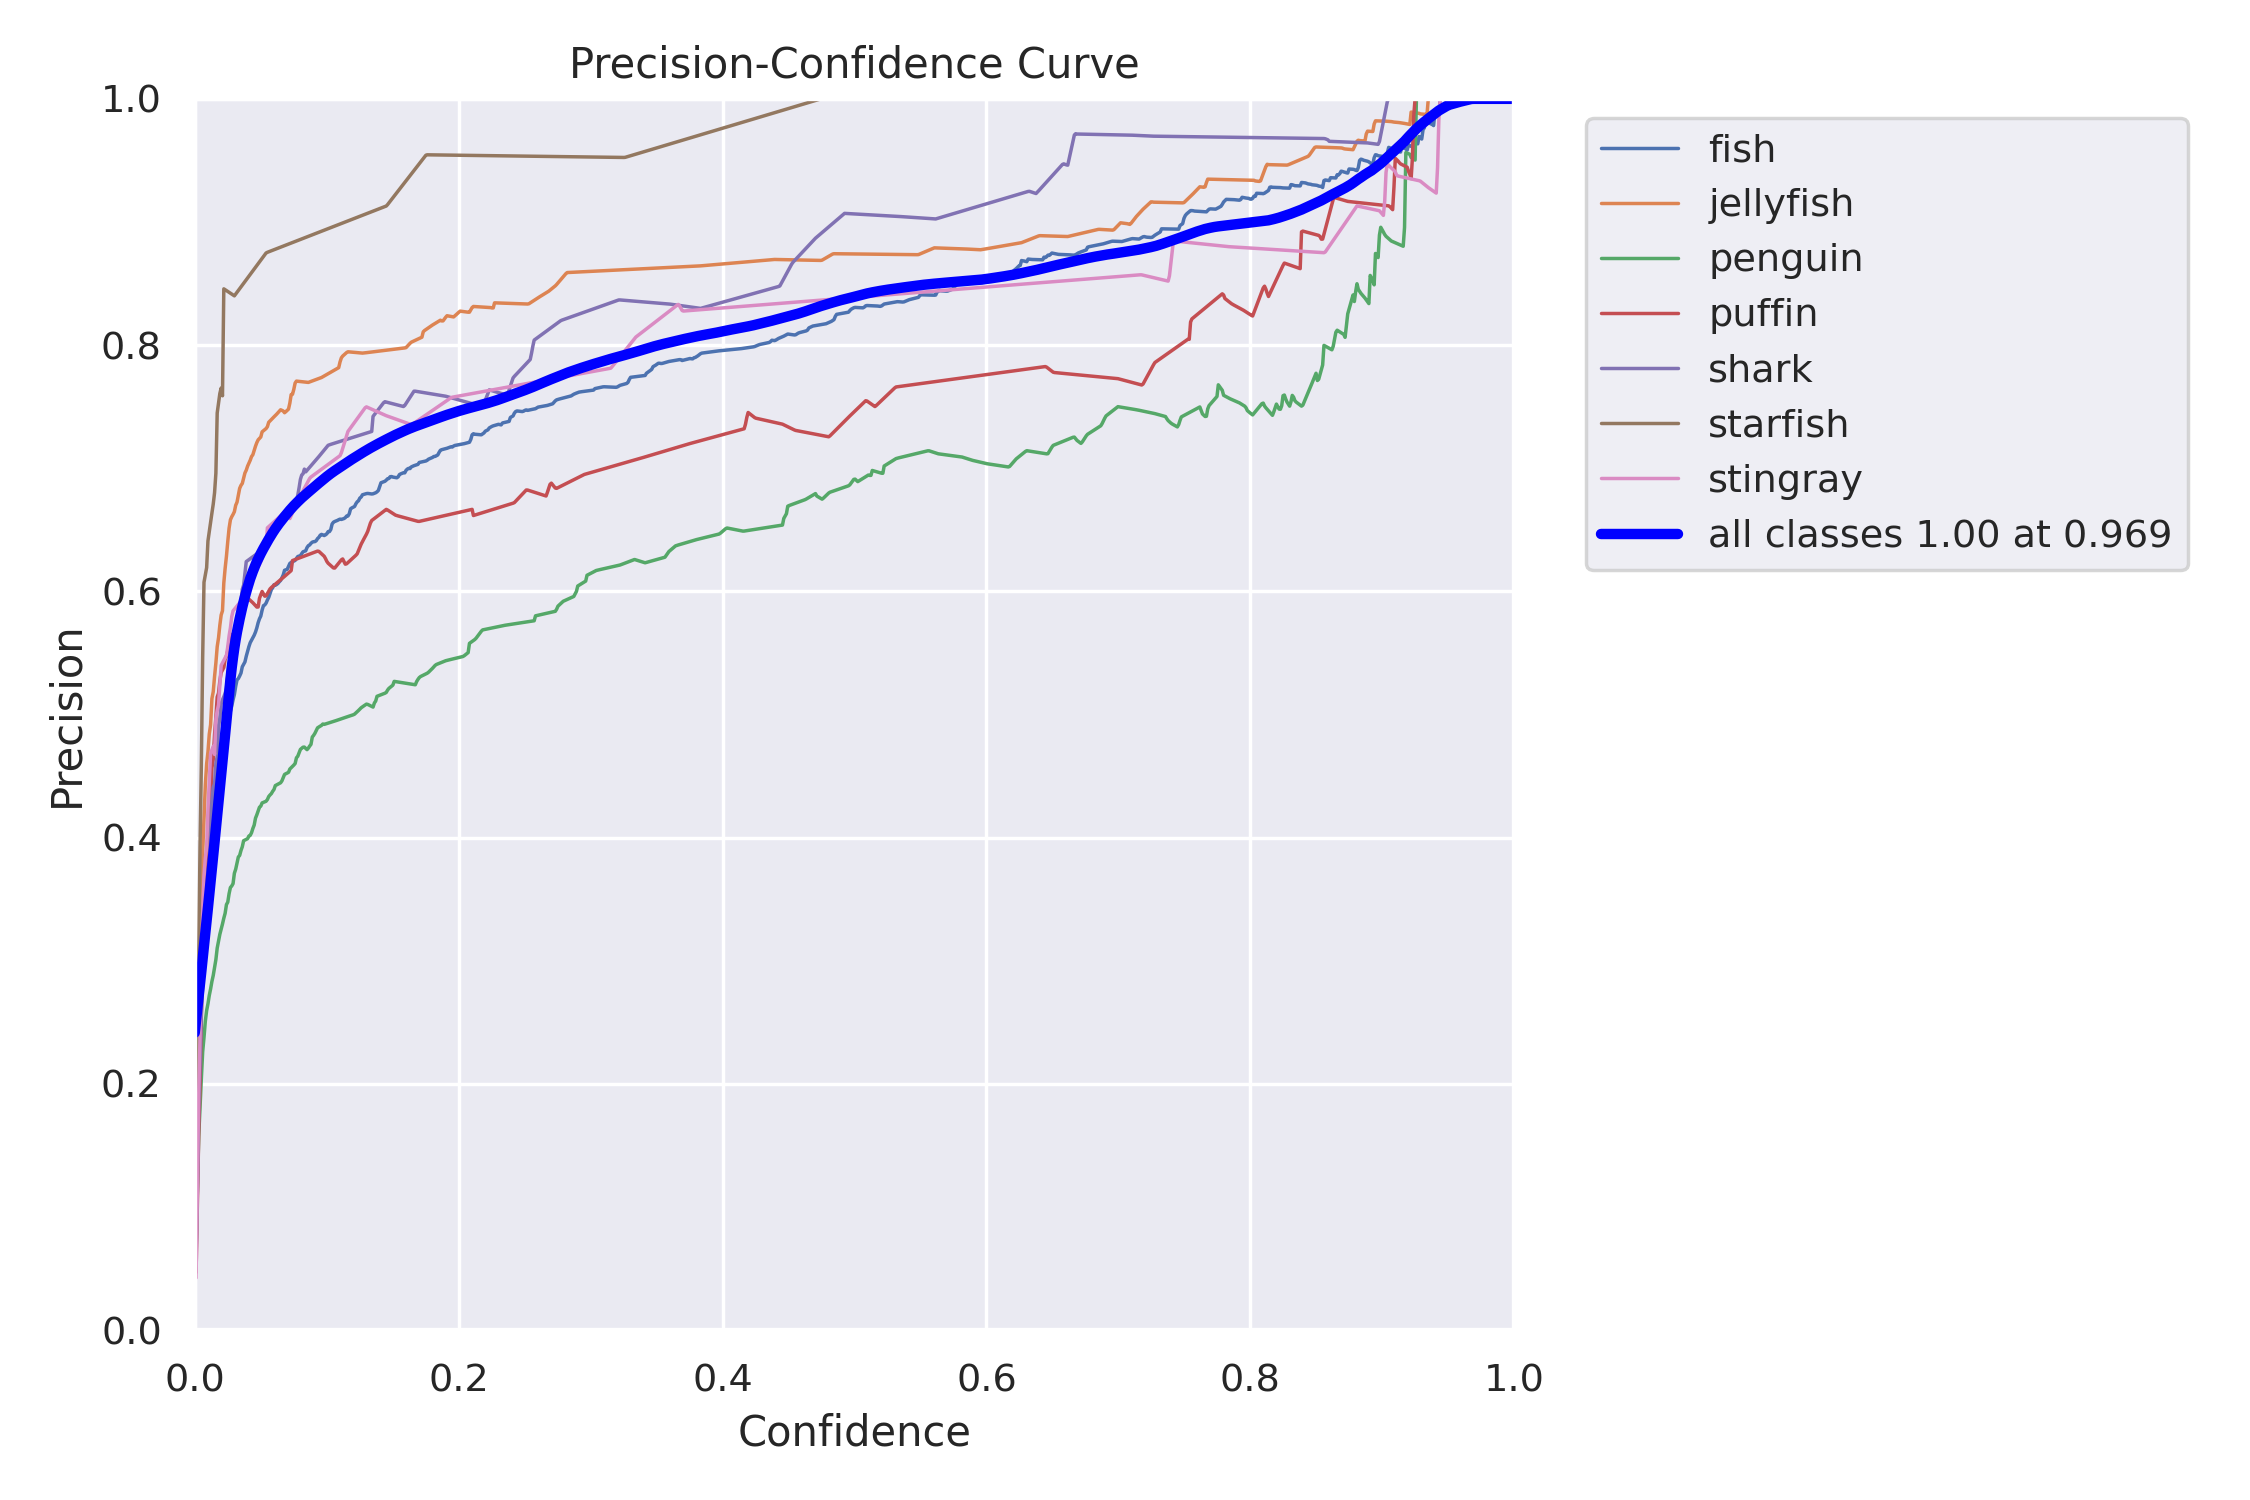 Precision-Confidence Curve
1.0
0.8
0.6
0.4
0.2
0.0
Precision
0.0 0.2 0.4 0.6 0.8 1.0
Confidence
fish
jellyfish
penguin
puffin
shark
starfish
stingray
all classes 1.00 at 0.969